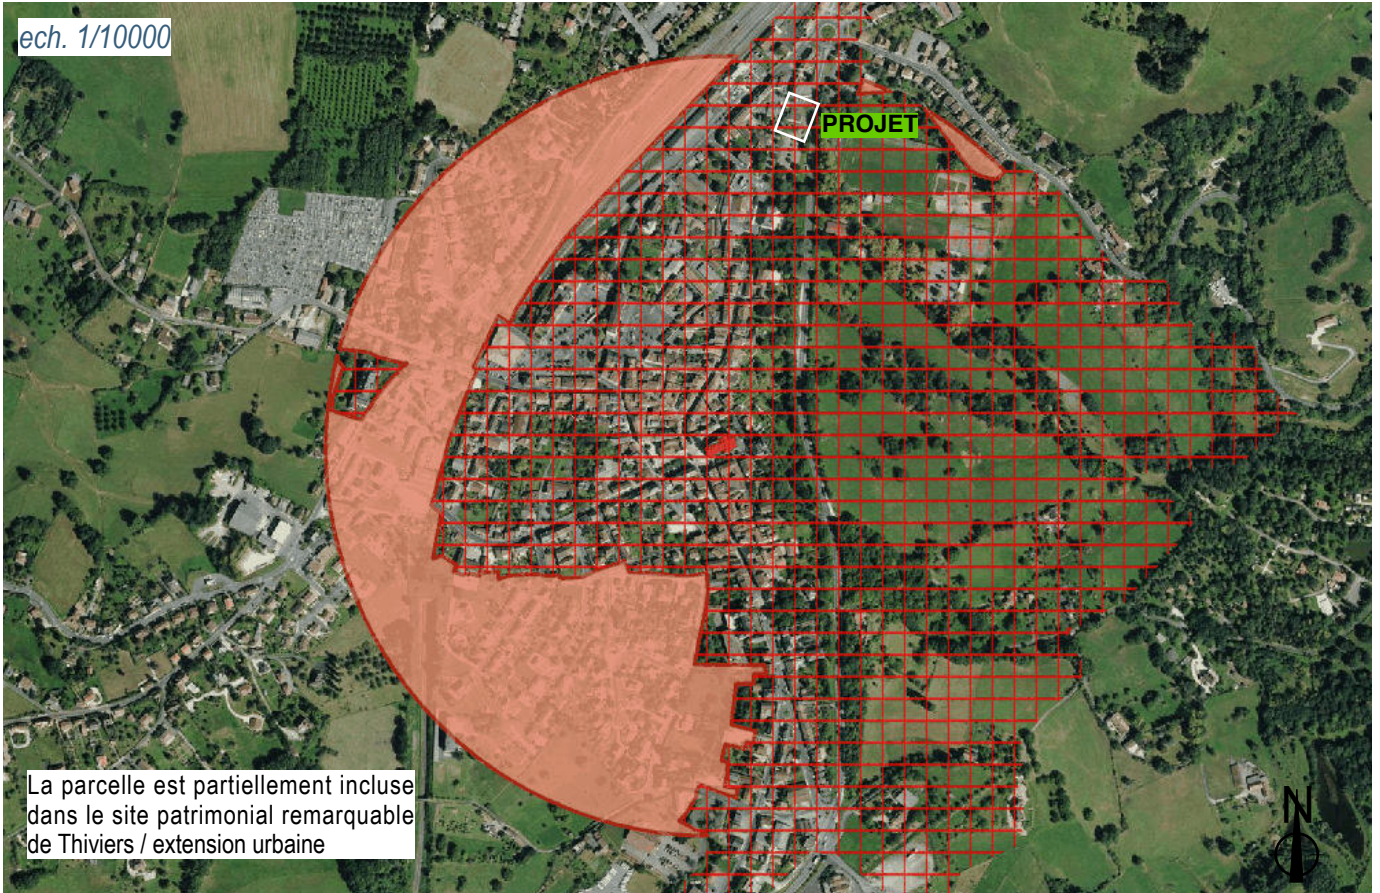 ech. 1/10000
PROJET
La parcelle est partiellement incluse
dans le site patrimonial remarquable
de Thiviers / extension urbaine
N